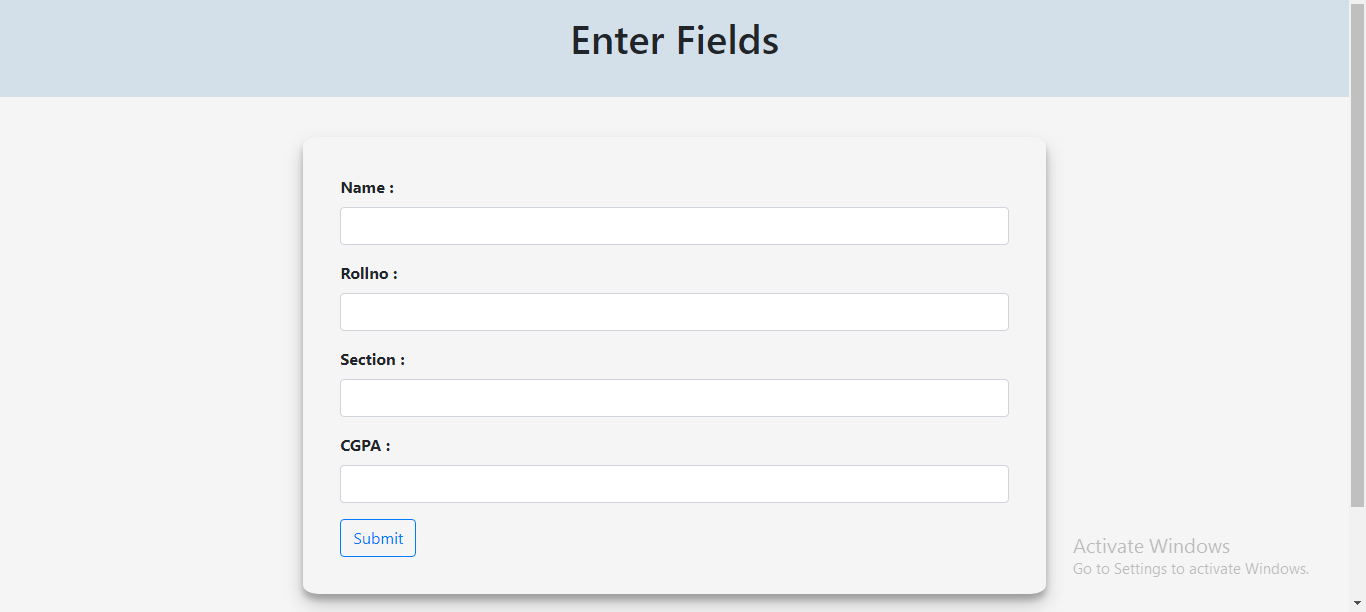 Enter Fields
Name :
Rollno :
Section :
CGPA :
Submit
Activate Windows
Go to Settings to activate Windows.